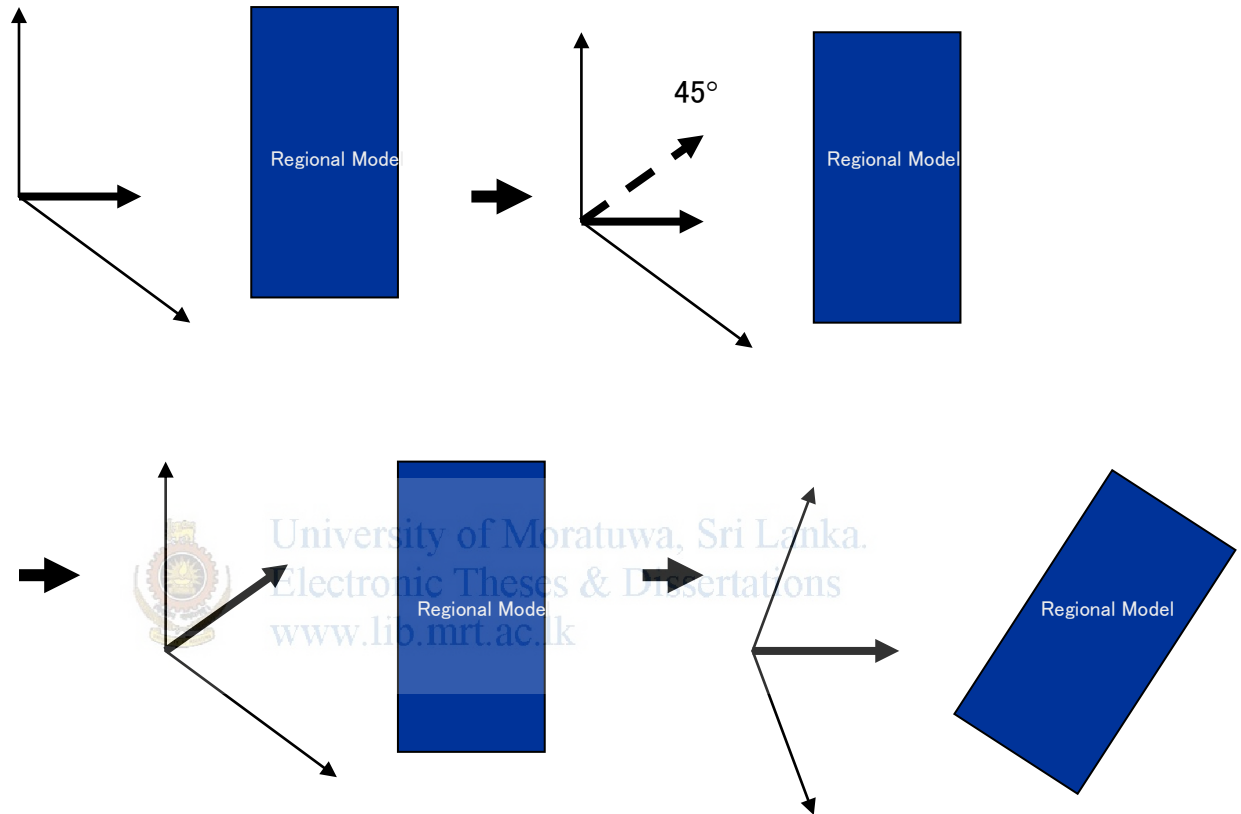 45°
Regional Model
Regional Model
University of Moratuwa, Sri Lanka.
Electronic Theses & Dissertations
www.lib.mrt.ac.lk
Regional Mode
Regional Model